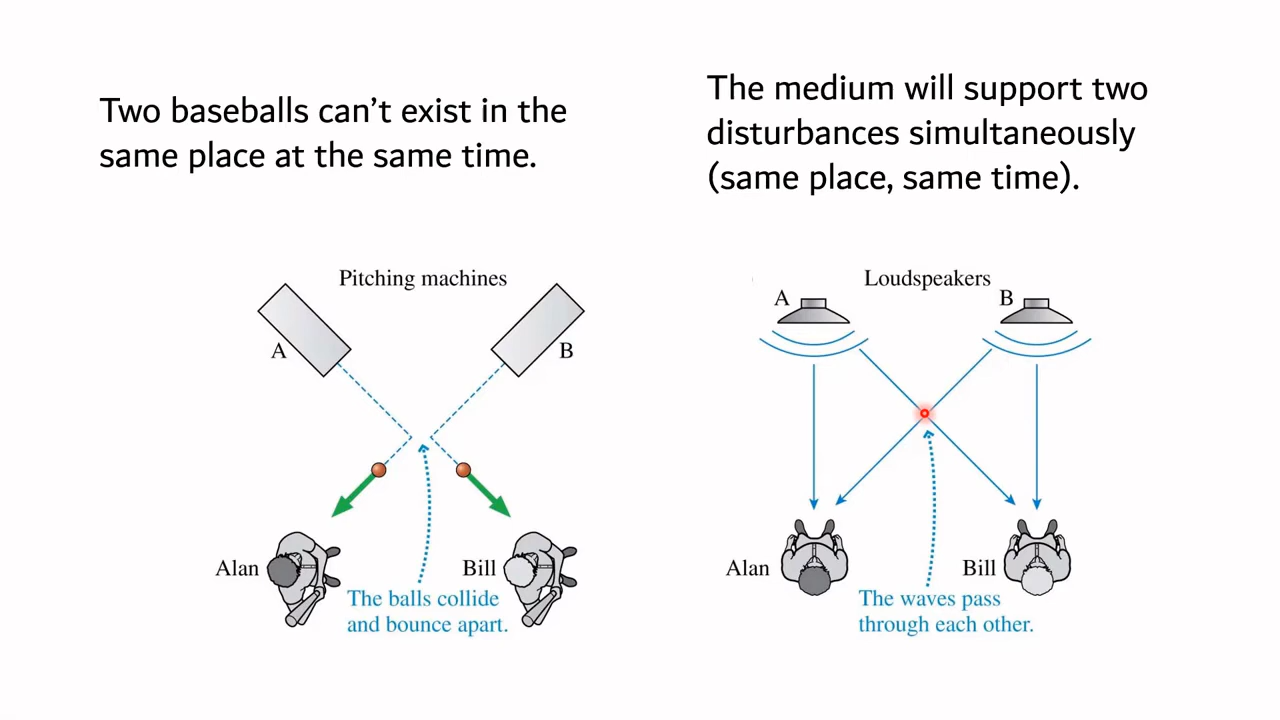 Two baseballs can’t exist in the
same place at the same time.
The medium will support two
disturbances simultaneously
(same place, same time).
Pitching machines
A
B
Alan
Bill
The balls collide
and bounce apart.
Loudspeakers
A
B
Alan
Bill
The waves pass
through each other.